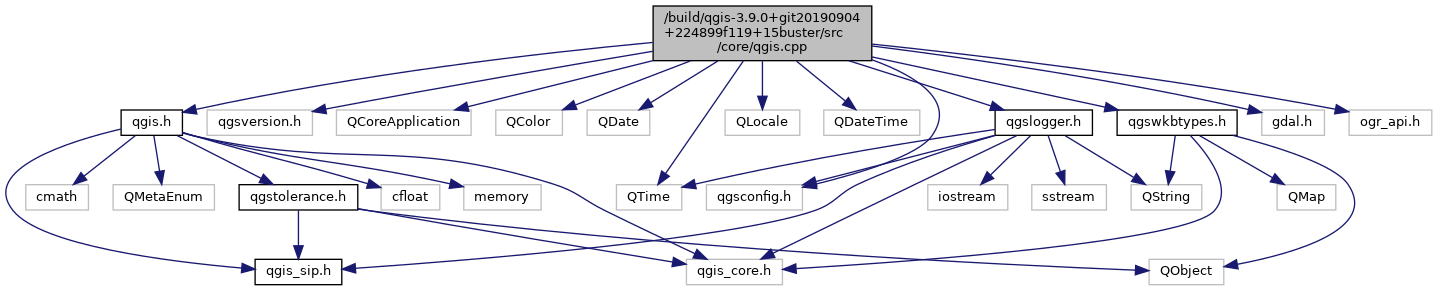 /build/qgis-3.9.0+git20190904
+224899f119+15buster/src
/core/qgis.cpp
qgis.h
qgsversion.h
QCoreApplication
QColor
QDate
QLocale
QDateTime
qgslogger.h
qgswkbtypes.h
gdal.h
ogr_api.h
cmath
QMetaEnum
qgstolerance.h
cfloat
memory
QTime
qgsconfig.h
iostream
sstream
QString
QMap
qgis_sip.h
qgis_core.h
QObject